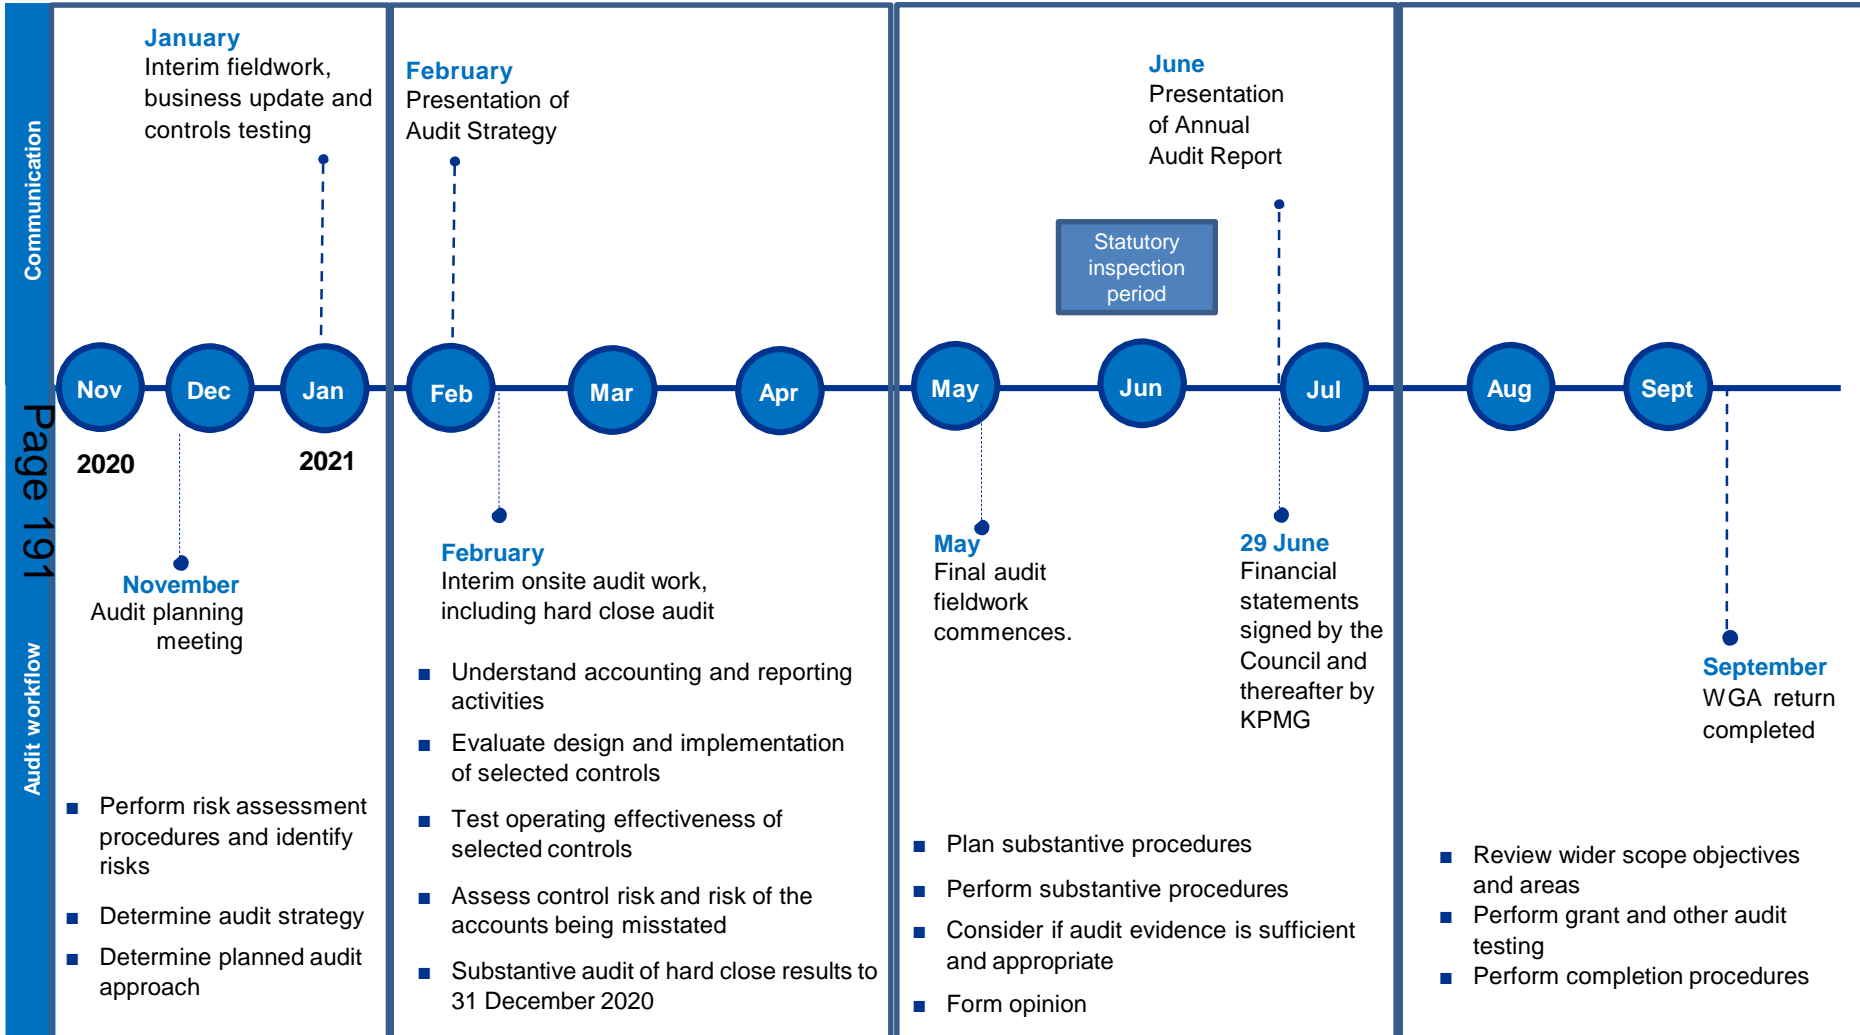 Communication
Page 191
Audit workflow
January
Interim fieldwork,
business update and
controls testing
February
Presentation of
Audit Strategy
June
Presentation
of Annual
Audit Report
Statutory
inspection
period
Nov
Dec
Jan
Feb
Mar
Apr
May
Jun
Jul
Aug
Sept
2020
2021
November
Audit planning
meeting
■ Perform risk assessment
procedures and identify
risks
■ Determine audit strategy
■ Determine planned audit
approach
February
Interim onsite audit work,
including hard close audit
■ Understand accounting and reporting
activities
■ Evaluate design and implementation
of selected controls
■ Test operating effectiveness of
selected controls
■ Assess control risk and risk of the
accounts being misstated
■ Substantive audit of hard close results to
31 December 2020
May
Final audit
fieldwork
commences.
29 June
Financial
statements
signed by the
Council and
thereafter by
KPMG
■ Plan substantive procedures
■ Perform substantive procedures
■ Consider if audit evidence is sufficient
and appropriate
■ Form opinion
September
WGA return
completed
■ Review wider scope objectives
and areas
■ Perform grant and other audit
testing
■ Perform completion procedures